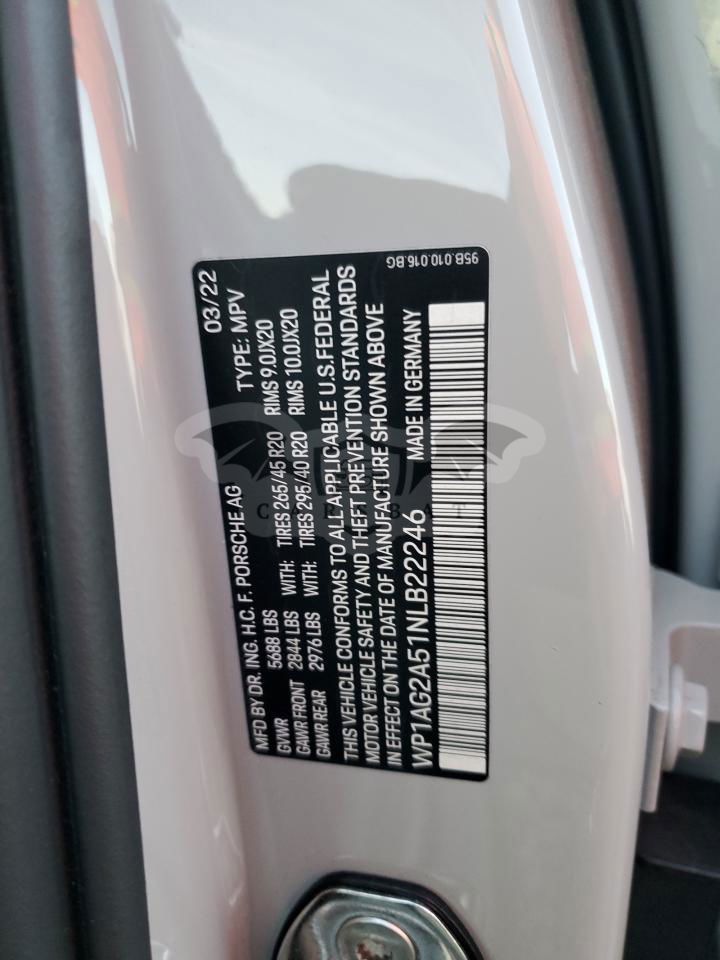 MFD BY DR. ING. H.C. F. PORSCHE AG 03/22
GVWR 5688 LBS TYPE: MPV
GAWR FRONT 2844 LBS WITH: TIRES 265/45 R20 RIMS 9.0JX20
GAWR REAR 2976 LBS WITH: TIRES 295/40 R20 RIMS 10.0JX20
THIS VEHICLE CONFORMS TO ALL APPLICABLE U.S.FEDERAL
MOTOR VEHICLE SAFETY AND THEFT PREVENTION STANDARDS
IN EFFECT ON THE DATE OF MANUFACTURE SHOWN ABOVE
WP1AG2A51NLB22246 MADE IN GERMANY
95B.010.016.BG